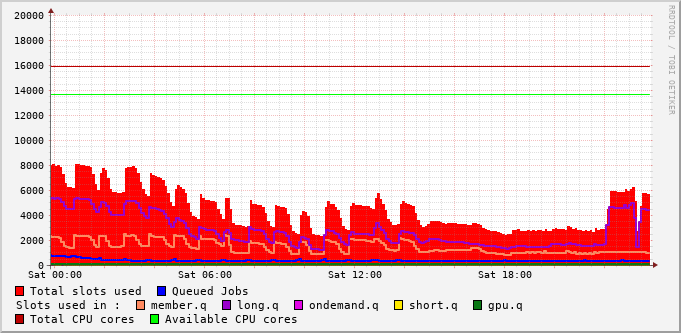 20000
18000
16000
14000
12000
10000
8000
6000
4000
2000
0
Sat 00:00 Sat 06:00 Sat 12:00 Sat 18:00
Total slots used Queued Jobs
Slots used in : member.q long.q ondemand.q short.q gpu.q
Total CPU cores Available CPU cores
RRDTOOL / TOBI OETIKER